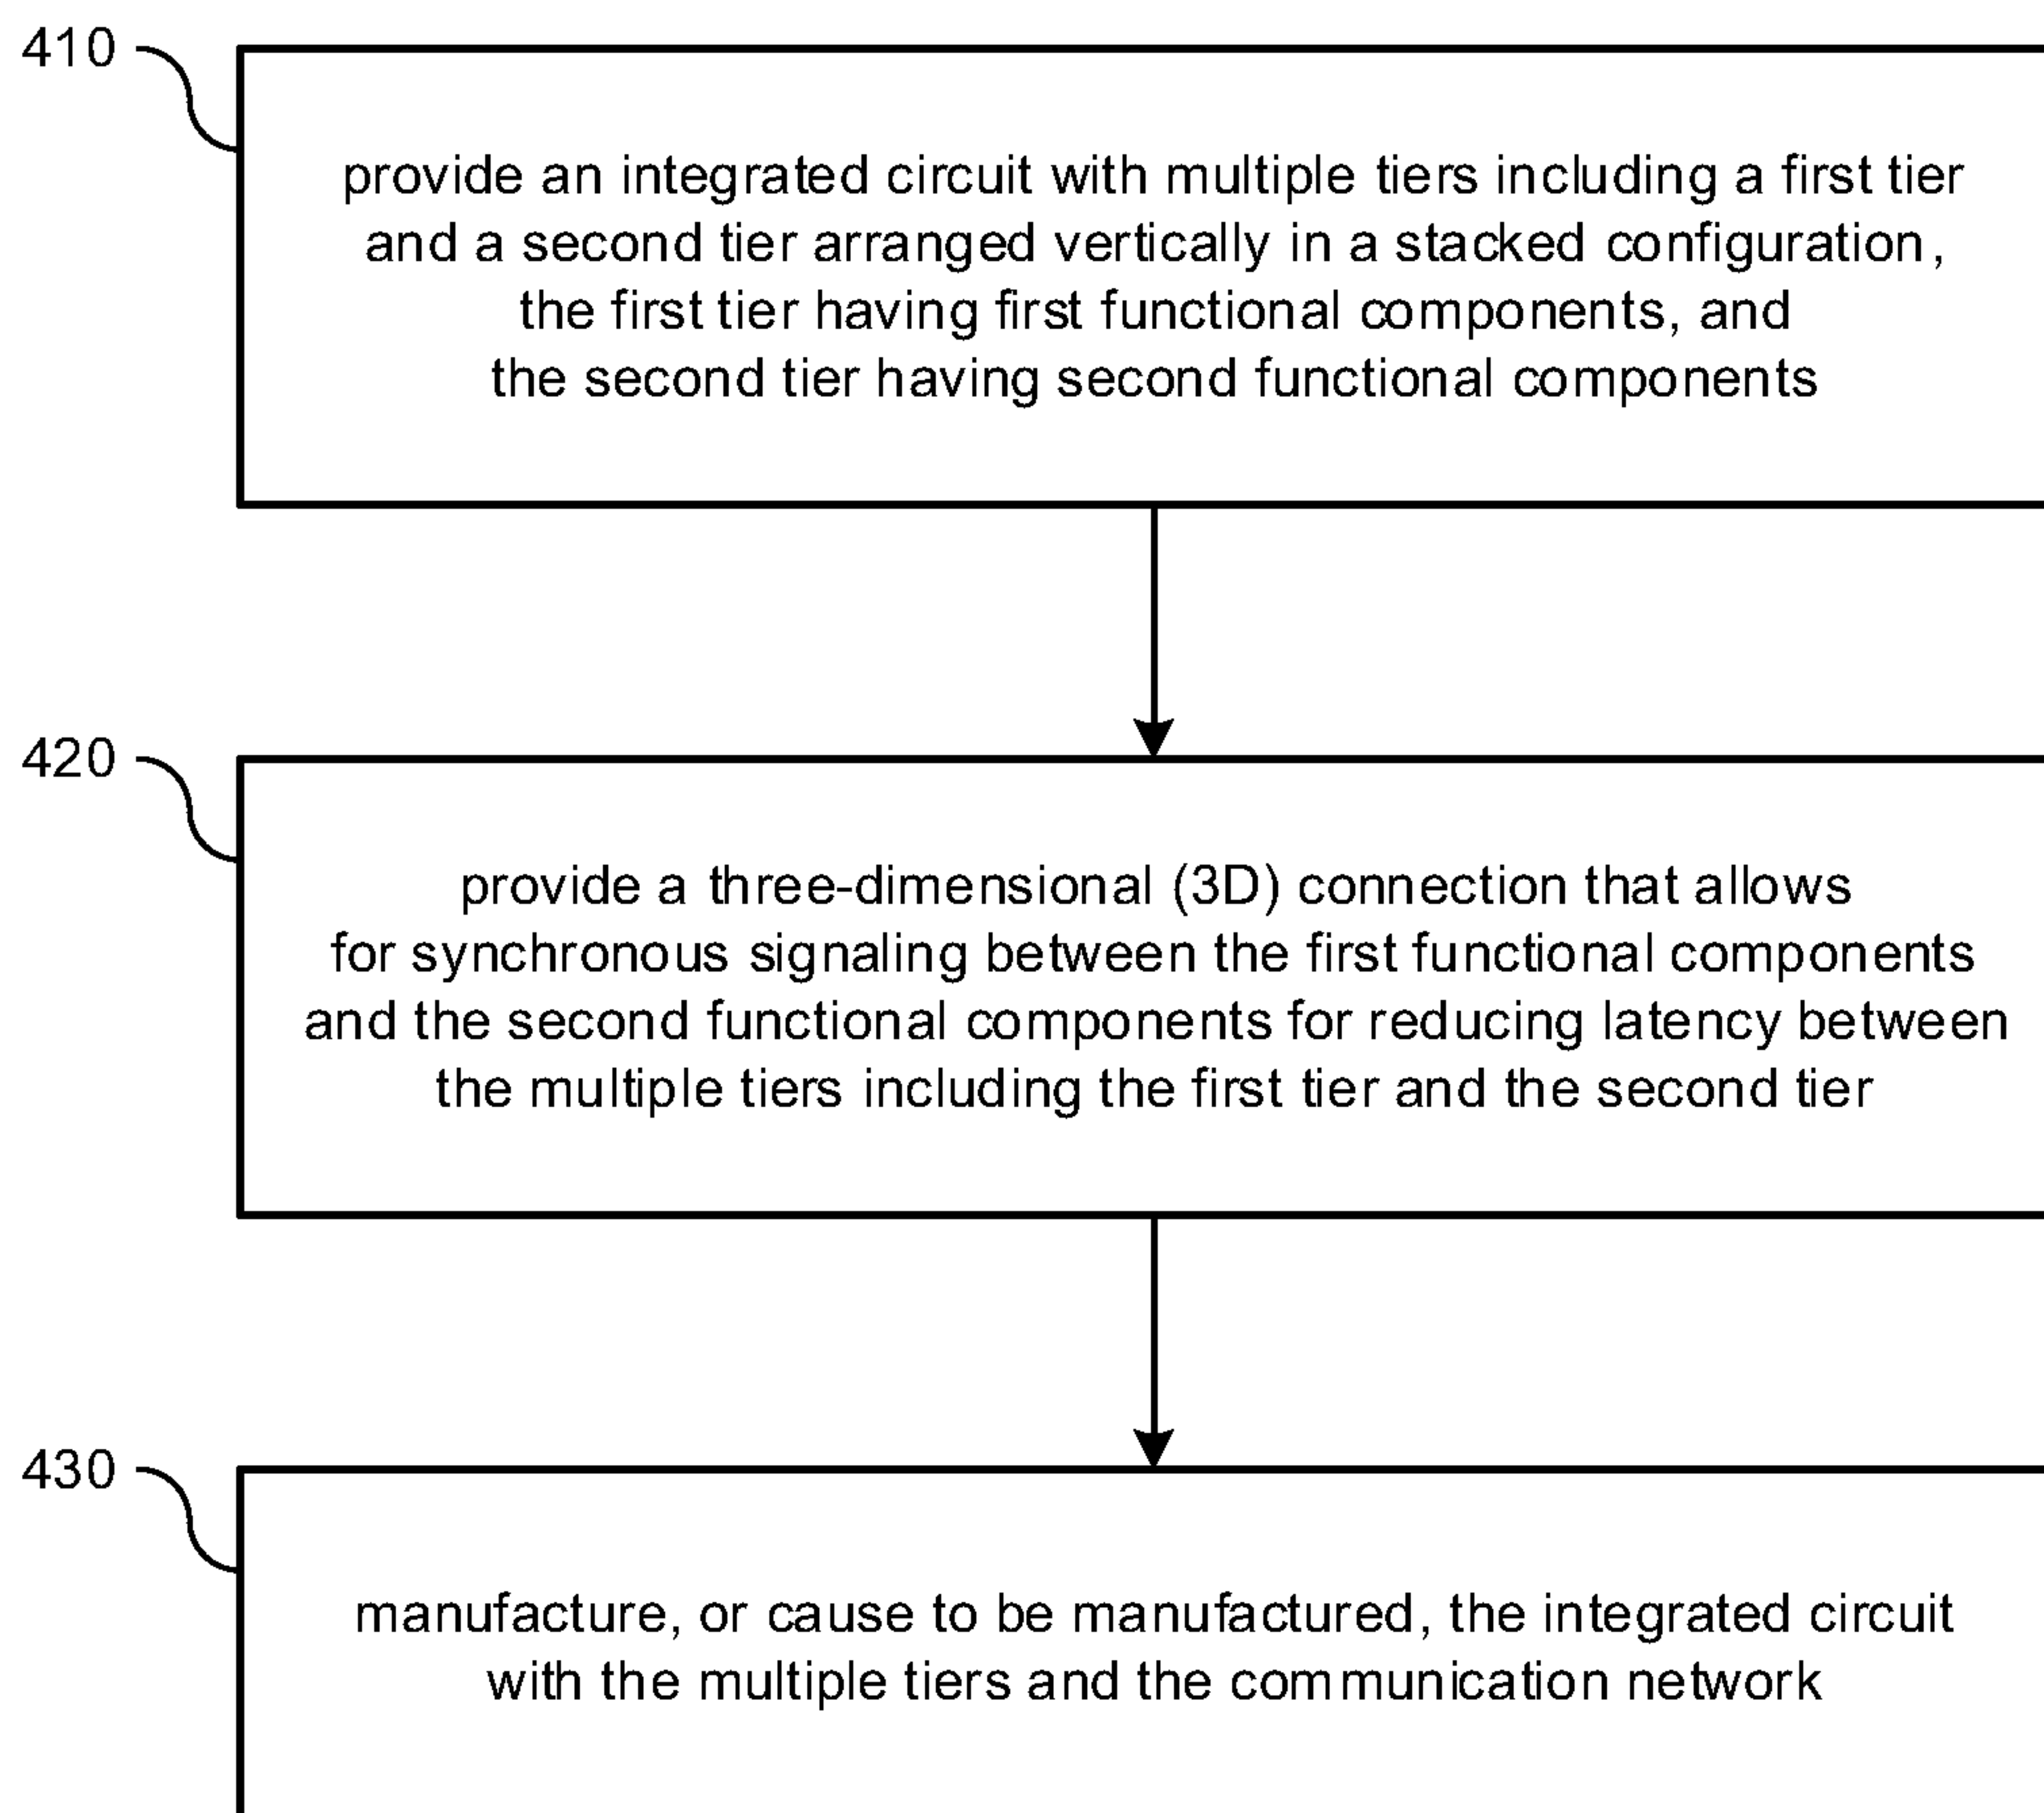 410
provide an integrated circuit with multiple tiers including a first tier
and a second tier arranged vertically in a stacked configuration,
the first tier having first functional components, and
the second tier having second functional components
420
provide a three-dimensional (3D) connection that allows
for synchronous signaling between the first functional components
and the second functional components for reducing latency between
the multiple tiers including the first tier and the second tier
430
manufacture, or cause to be manufactured, the integrated circuit
with the multiple tiers and the communication network